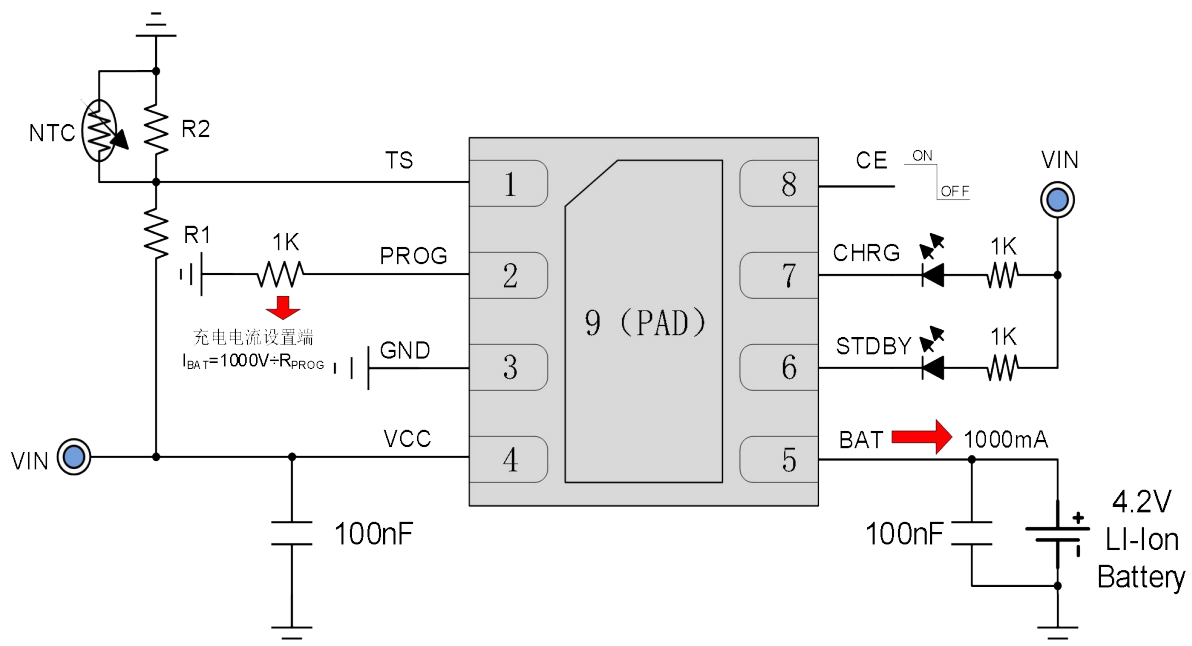 NTC
R2
TS
R1
1K
PROG
充电电流设置端
IBAT=1000V÷RPROG
GND
VCC
VIN
100nF
1
2
3
4
9（PAD）
8
7
6
5
CE
ON
OFF
VIN
CHRG
1K
STDBY
1K
BAT
1000mA
100nF
+
4.2V
LI-Ion
Battery